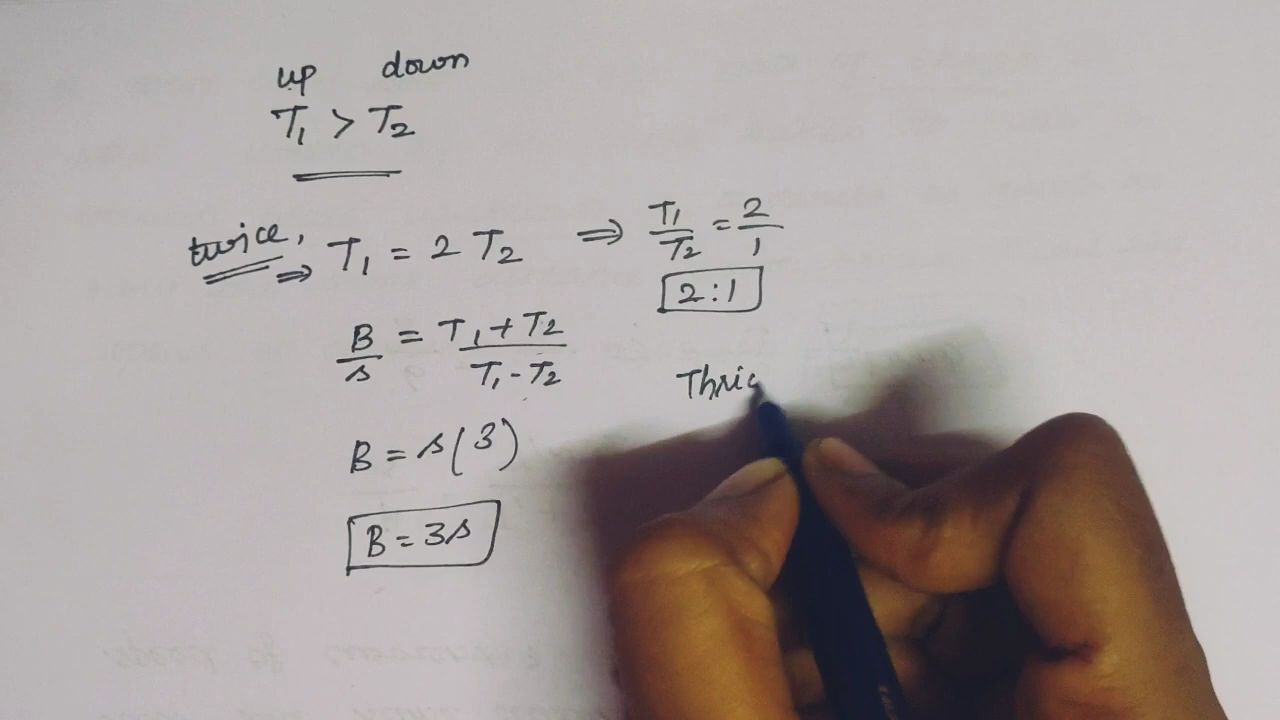 up down
T₁ > T₂
twice, ⇒ T₁ = 2 T₂ ⇒ T₁/T₂ = 2/1
2:1
B/s = T₁+T₂/T₁-T₂
Thric
B = s(3)
B = 3s